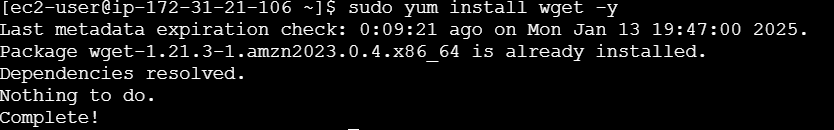 [ec2-user@ip-172-31-21-106 ~]$ sudo yum install wget -y
Last metadata expiration check: 0:09:21 ago on Mon Jan 13 19:47:00 2025.
Package wget-1.21.3-1.amzn2023.0.4.x86_64 is already installed.
Dependencies resolved.
Nothing to do.
Complete!